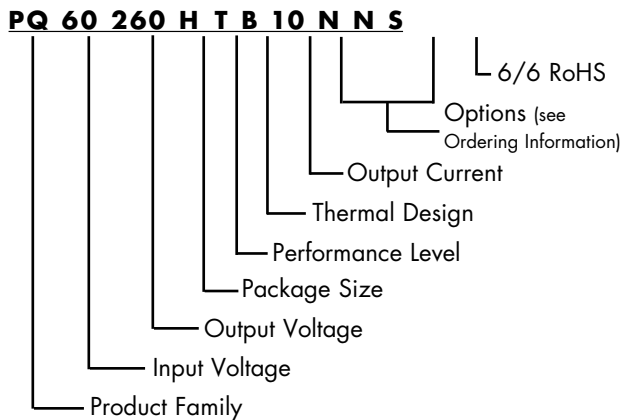 PQ 60 260 H T B 10 N N S
6/6 RoHS
Options (see
Ordering Information)
Output Current
Thermal Design
Performance Level
Package Size
Output Voltage
Input Voltage
Product Family